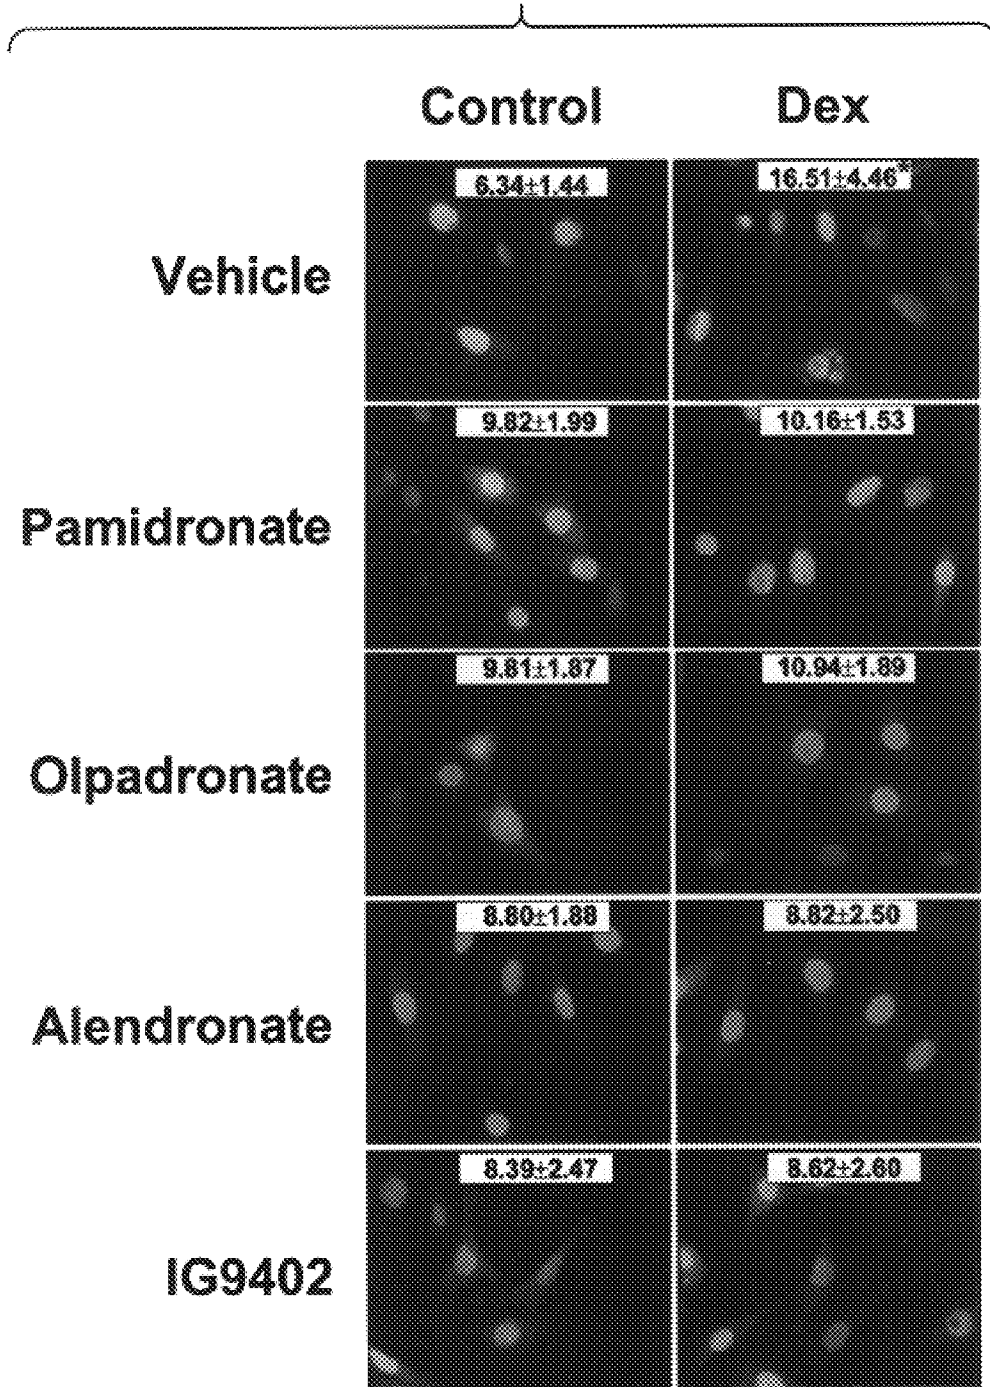 Control Dex
6.34±1.44 16.51±4.46*
Vehicle
9.82±1.99 10.16±1.53
Pamidronate
9.81±1.87 10.94±1.89
Olpadronate
8.80±1.88 8.82±2.50
Alendronate
8.39±2.47 8.62±2.60
IG9402